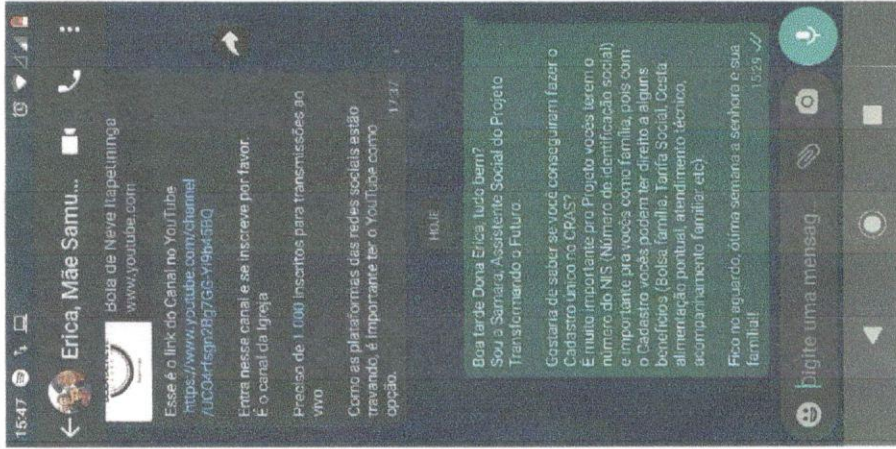 15:47
Erica, Mãe Samu...
Bola de Neve Itapetininga
www.youtube.com
Esse é o link do Canal no YouTube
https://www.youtube.com/channel
Entra nesce canal e se inscreve por favor.
É o canal da Igreja
Preciso de 1.000 inscritos para transmissões ao
vivo
Como as plataformas das redes sociais estão
travando, é importante ter o YouTube como
opção.
17:37
HOJE
Boa tarde Dona Erica, tudo bem?
Sou a Samara, Assistente Social do Projeto
Transformando o Futuro.
Gostaria de saber se você conseguiram fazer o
Cadastro único no CRAS?
É muito importante pro Projeto vocês terem o
número do NIS (Número de identificação social)
e importante pra vocês como família, pois com
o Cadastro vocês podem ter direito a alguns
benefícios (Bolsa família, Tarifa Social, Cesta
alimentação pontual, atendimento técnico,
acompanhamento familiar, etc)
Fico no aguardo, ótima semana a senhora e sua
família!
15:29
Digite uma mensag...